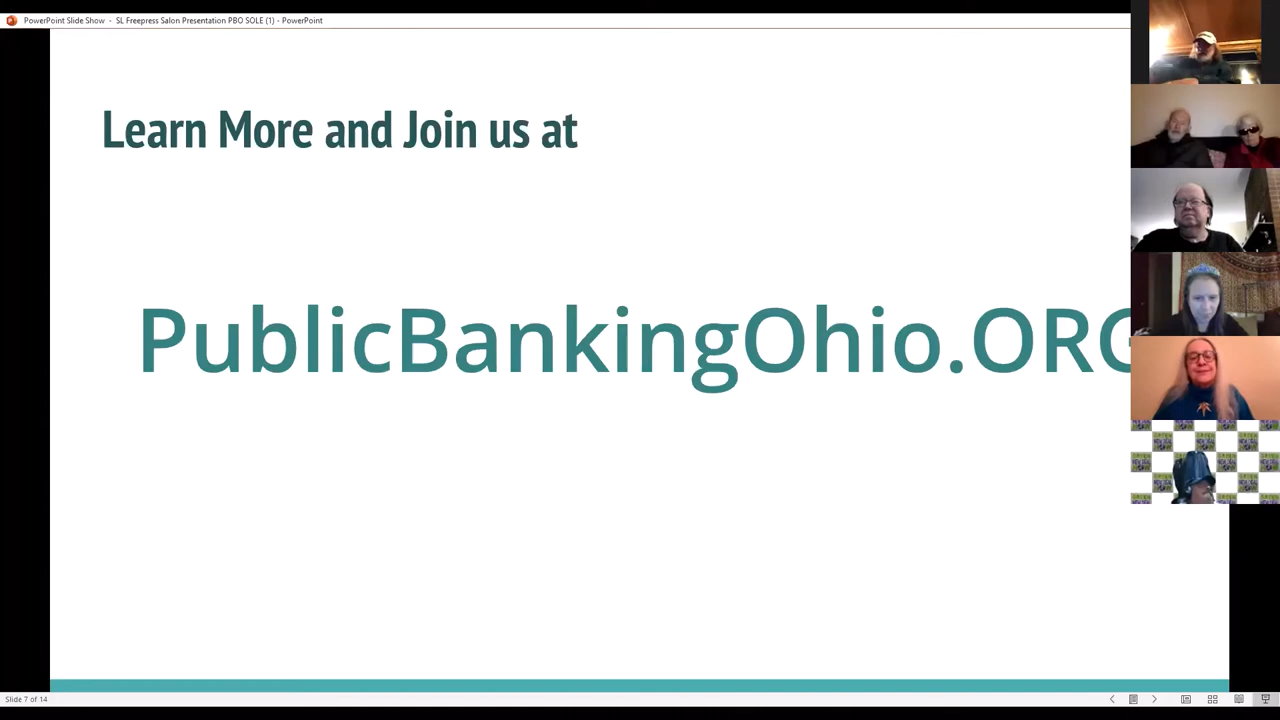 PowerPoint Slide Show - SL Freepress Salon Presentation PBO SOLE (1) - PowerPoint
Learn More and Join us at
PublicBankingOhio.ORG
Slide 7 of 14